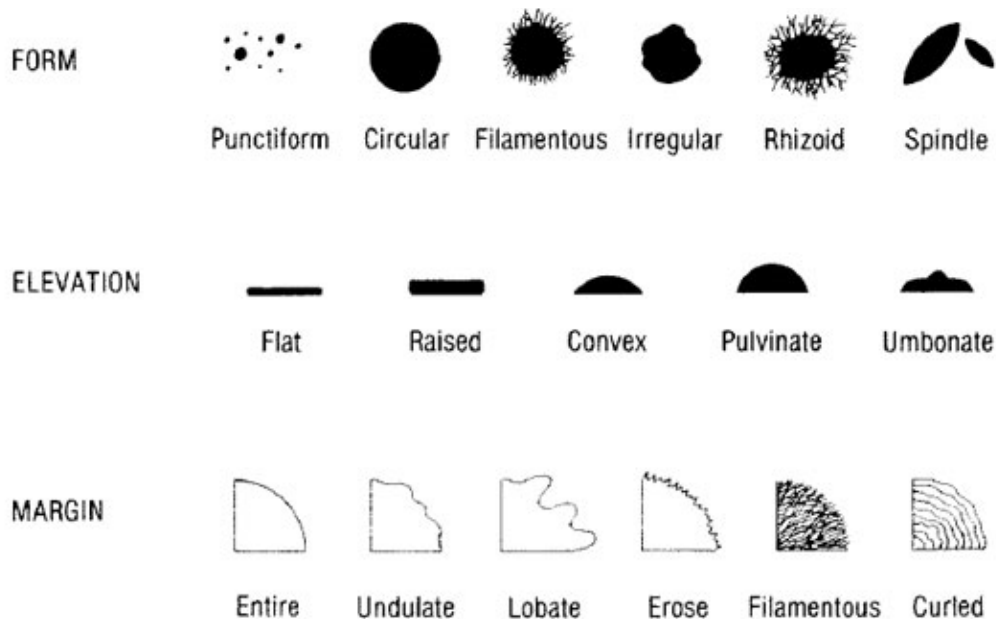 FORM
Punctiform Circular Filamentous Irregular Rhizoid Spindle
ELEVATION
Flat Raised Convex Pulvinate Umbonate
MARGIN
Entire Undulate Lobate Erose Filamentous Curled